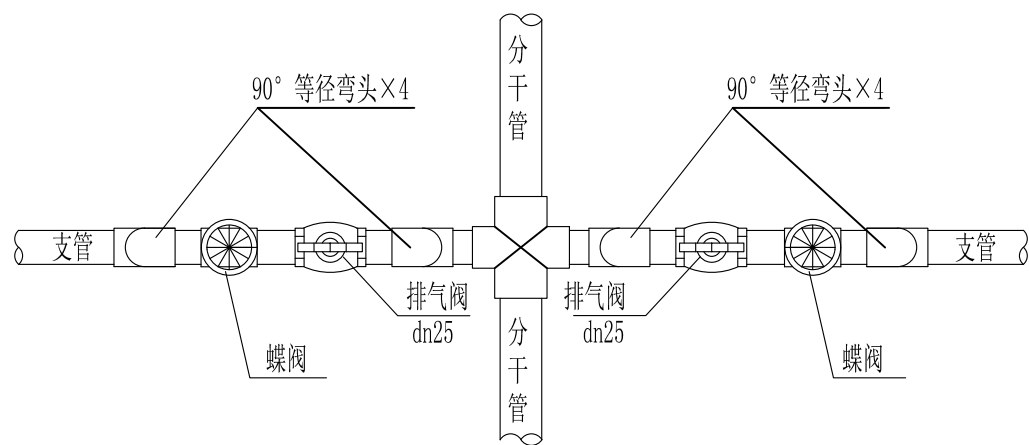 分干管
90° 等径弯头×4
90° 等径弯头×4
支管
支管
排气阀
dn25
排气阀
dn25
蝶阀
蝶阀
分干管